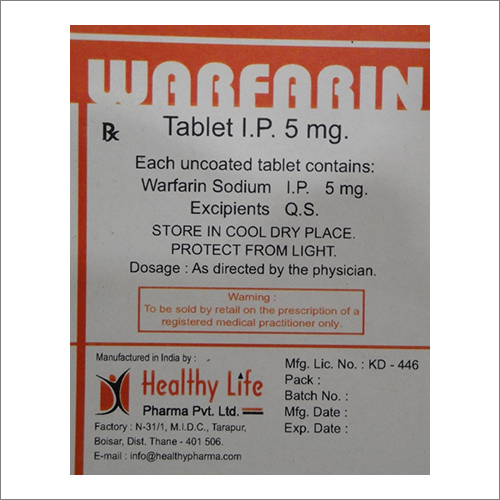 WARFARIN
Rx Tablet I.P. 5 mg.
Each uncoated tablet contains:
Warfarin Sodium I.P. 5 mg.
Excipients Q.S.
STORE IN COOL DRY PLACE.
PROTECT FROM LIGHT.
Dosage : As directed by the physician.
Warning :
To be sold by retail on the prescription of a
registered medical practitioner only.
Manufactured in India by :
Healthy Life
Pharma Pvt. Ltd.
Factory : N-31/1, M.I.D.C., Tarapur,
Boisar, Dist. Thane - 401 506.
E-mail : info@healthypharma.com
Mfg. Lic. No. : KD - 446
Pack :
Batch No. :
Mfg. Date :
Exp. Date :